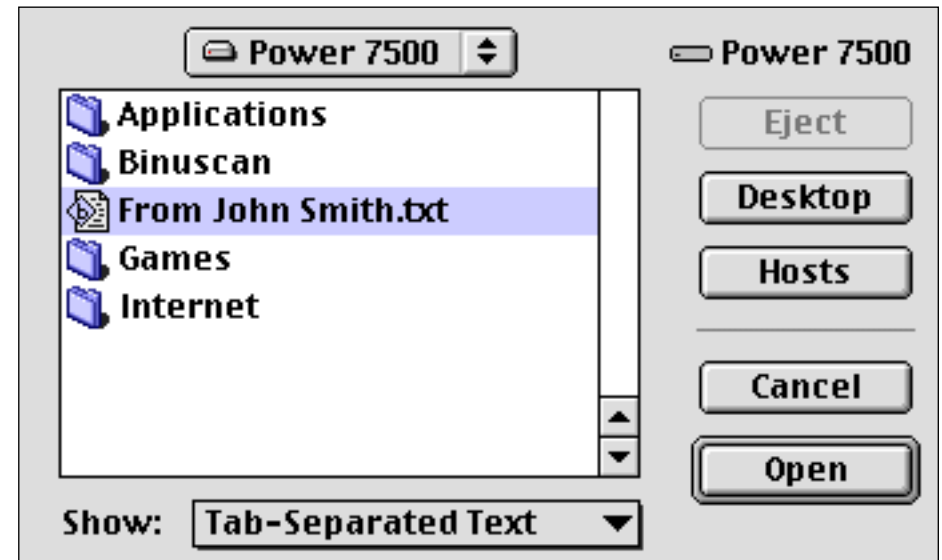 Power 7500
Power 7500
Applications
Binuscan
From John Smith.txt
Games
Internet
Eject
Desktop
Hosts
Cancel
Open
Show: Tab-Separated Text